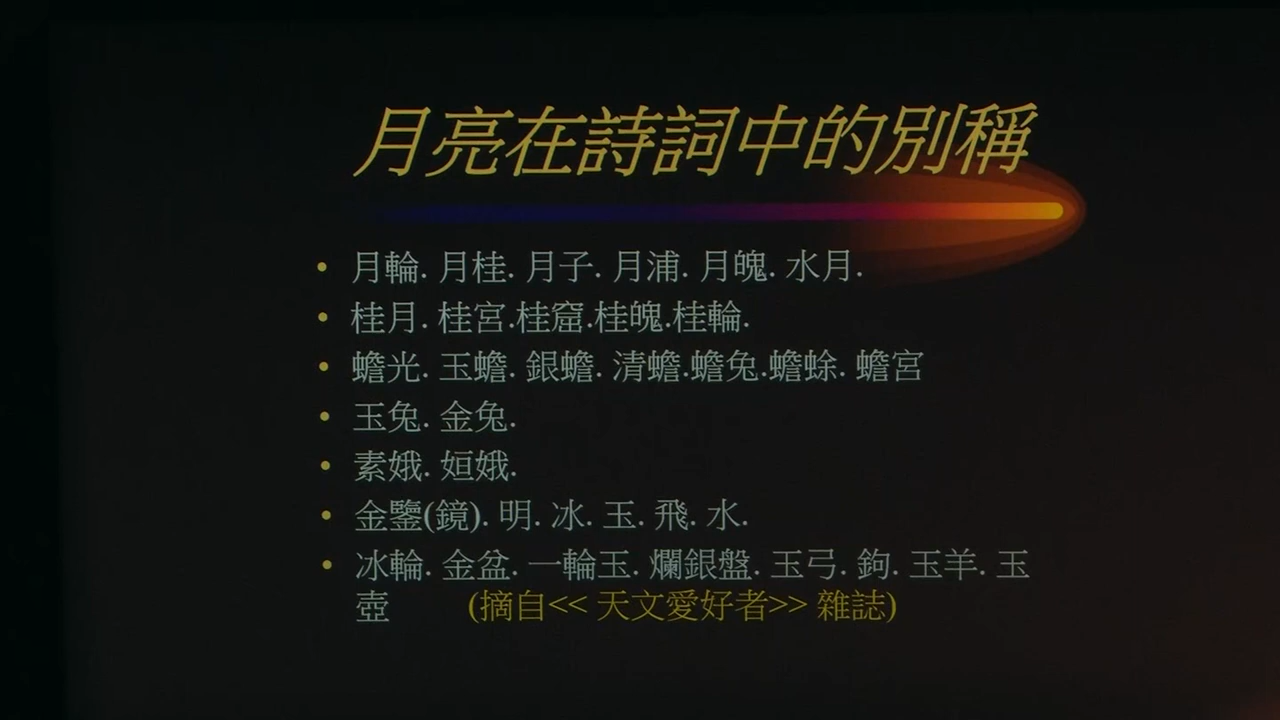 月亮在詩詞中的別稱
• 月輪. 月桂. 月子. 月浦. 月魄. 水月.
• 桂月. 桂宮.桂窟.桂魄.桂輪.
• 蟾光. 玉蟾. 銀蟾. 清蟾.蟾兔.蟾蜍. 蟾宮
• 玉兔. 金兔.
• 素娥. 姮娥.
• 金鑒(鏡). 明. 冰. 玉. 飛. 水.
• 冰輪. 金盆. 一輪玉. 爛銀盤. 玉弓. 鉤. 玉羊. 玉
壺 (摘自<< 天文愛好者>> 雜誌)